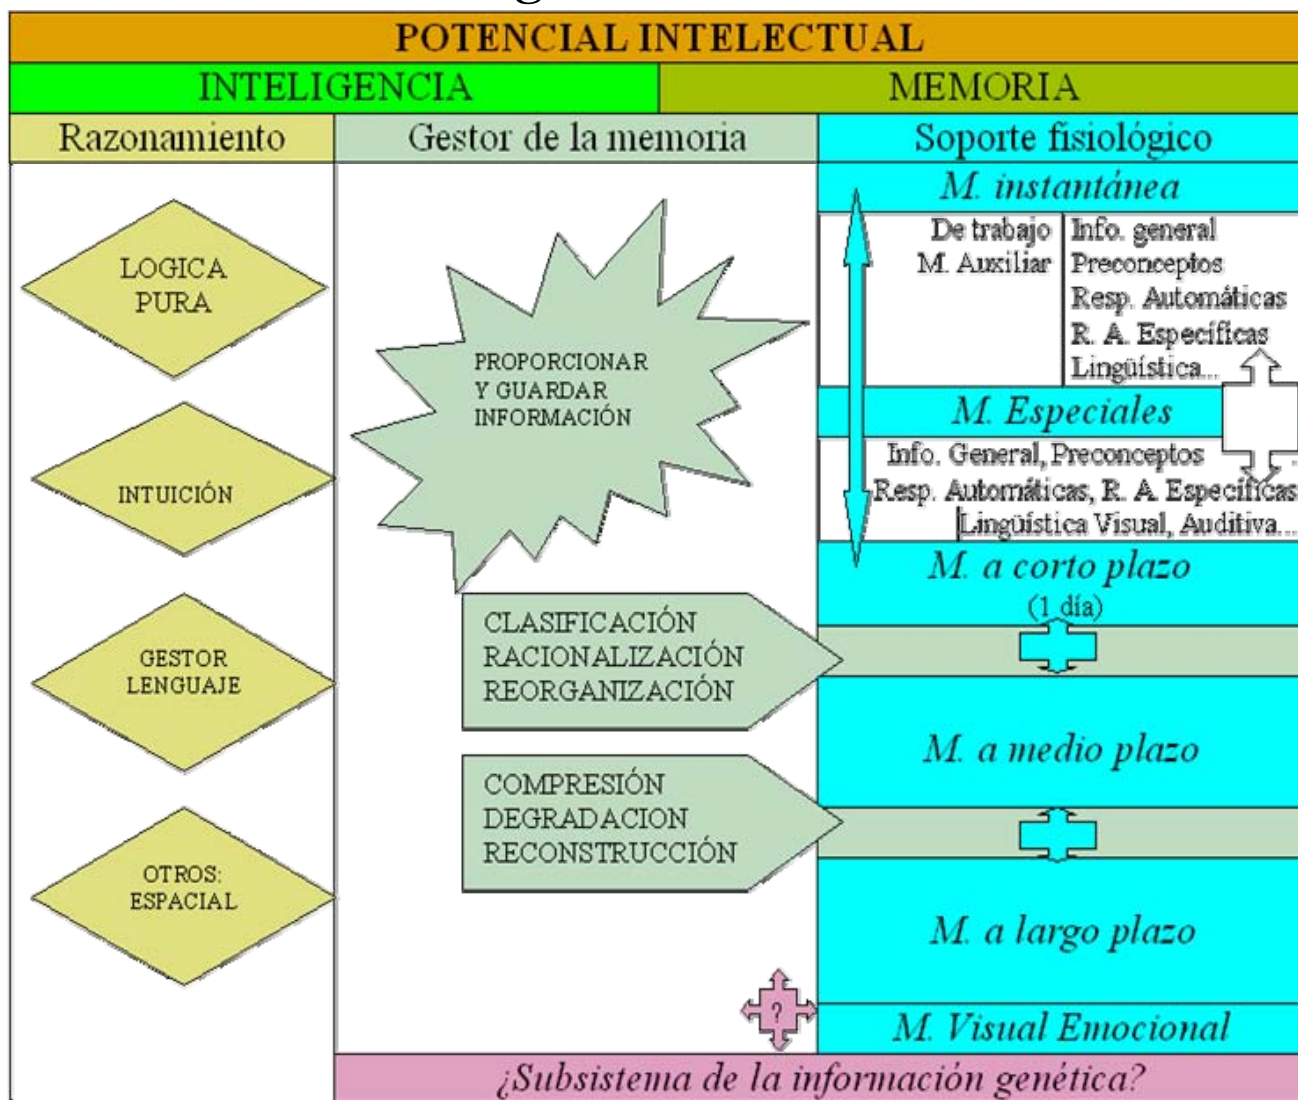 POTENCIAL INTELECTUAL
INTELIGENCIA
MEMORIA
Razonamiento
Gestor de la memoria
Soporte fisiológico
LOGICA
PURA
INTUICIÓN
GESTOR
LENGUAJE
OTROS:
ESPACIAL
PROPORCIONAR
Y GUARDAR
INFORMACIÓN
CLASIFICACIÓN
RACIONALIZACIÓN
REORGANIZACIÓN
COMPRESIÓN
DEGRADACION
RECONSTRUCCIÓN
?
M. instantánea
De trabajo
M. Auxiliar
Info. general
Preconceptos
Resp. Automáticas
R. A. Específicas
Lingüística...
M. Especiales
Info. General, Preconceptos
Resp. Automáticas, R. A. Específicas
Lingüística Visual, Auditiva...
M. a corto plazo
(1 día)
M. a medio plazo
M. a largo plazo
M. Visual Emocional
¿Subsistema de la información genética?